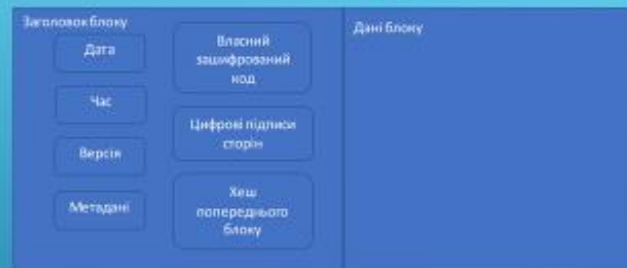 Заголовок блоку
Дата
Час
Версія
Метадані
Власний
зашифрований
код
Цифрові підписи
сторін
Хеш
попереднього
блоку
Дані блоку